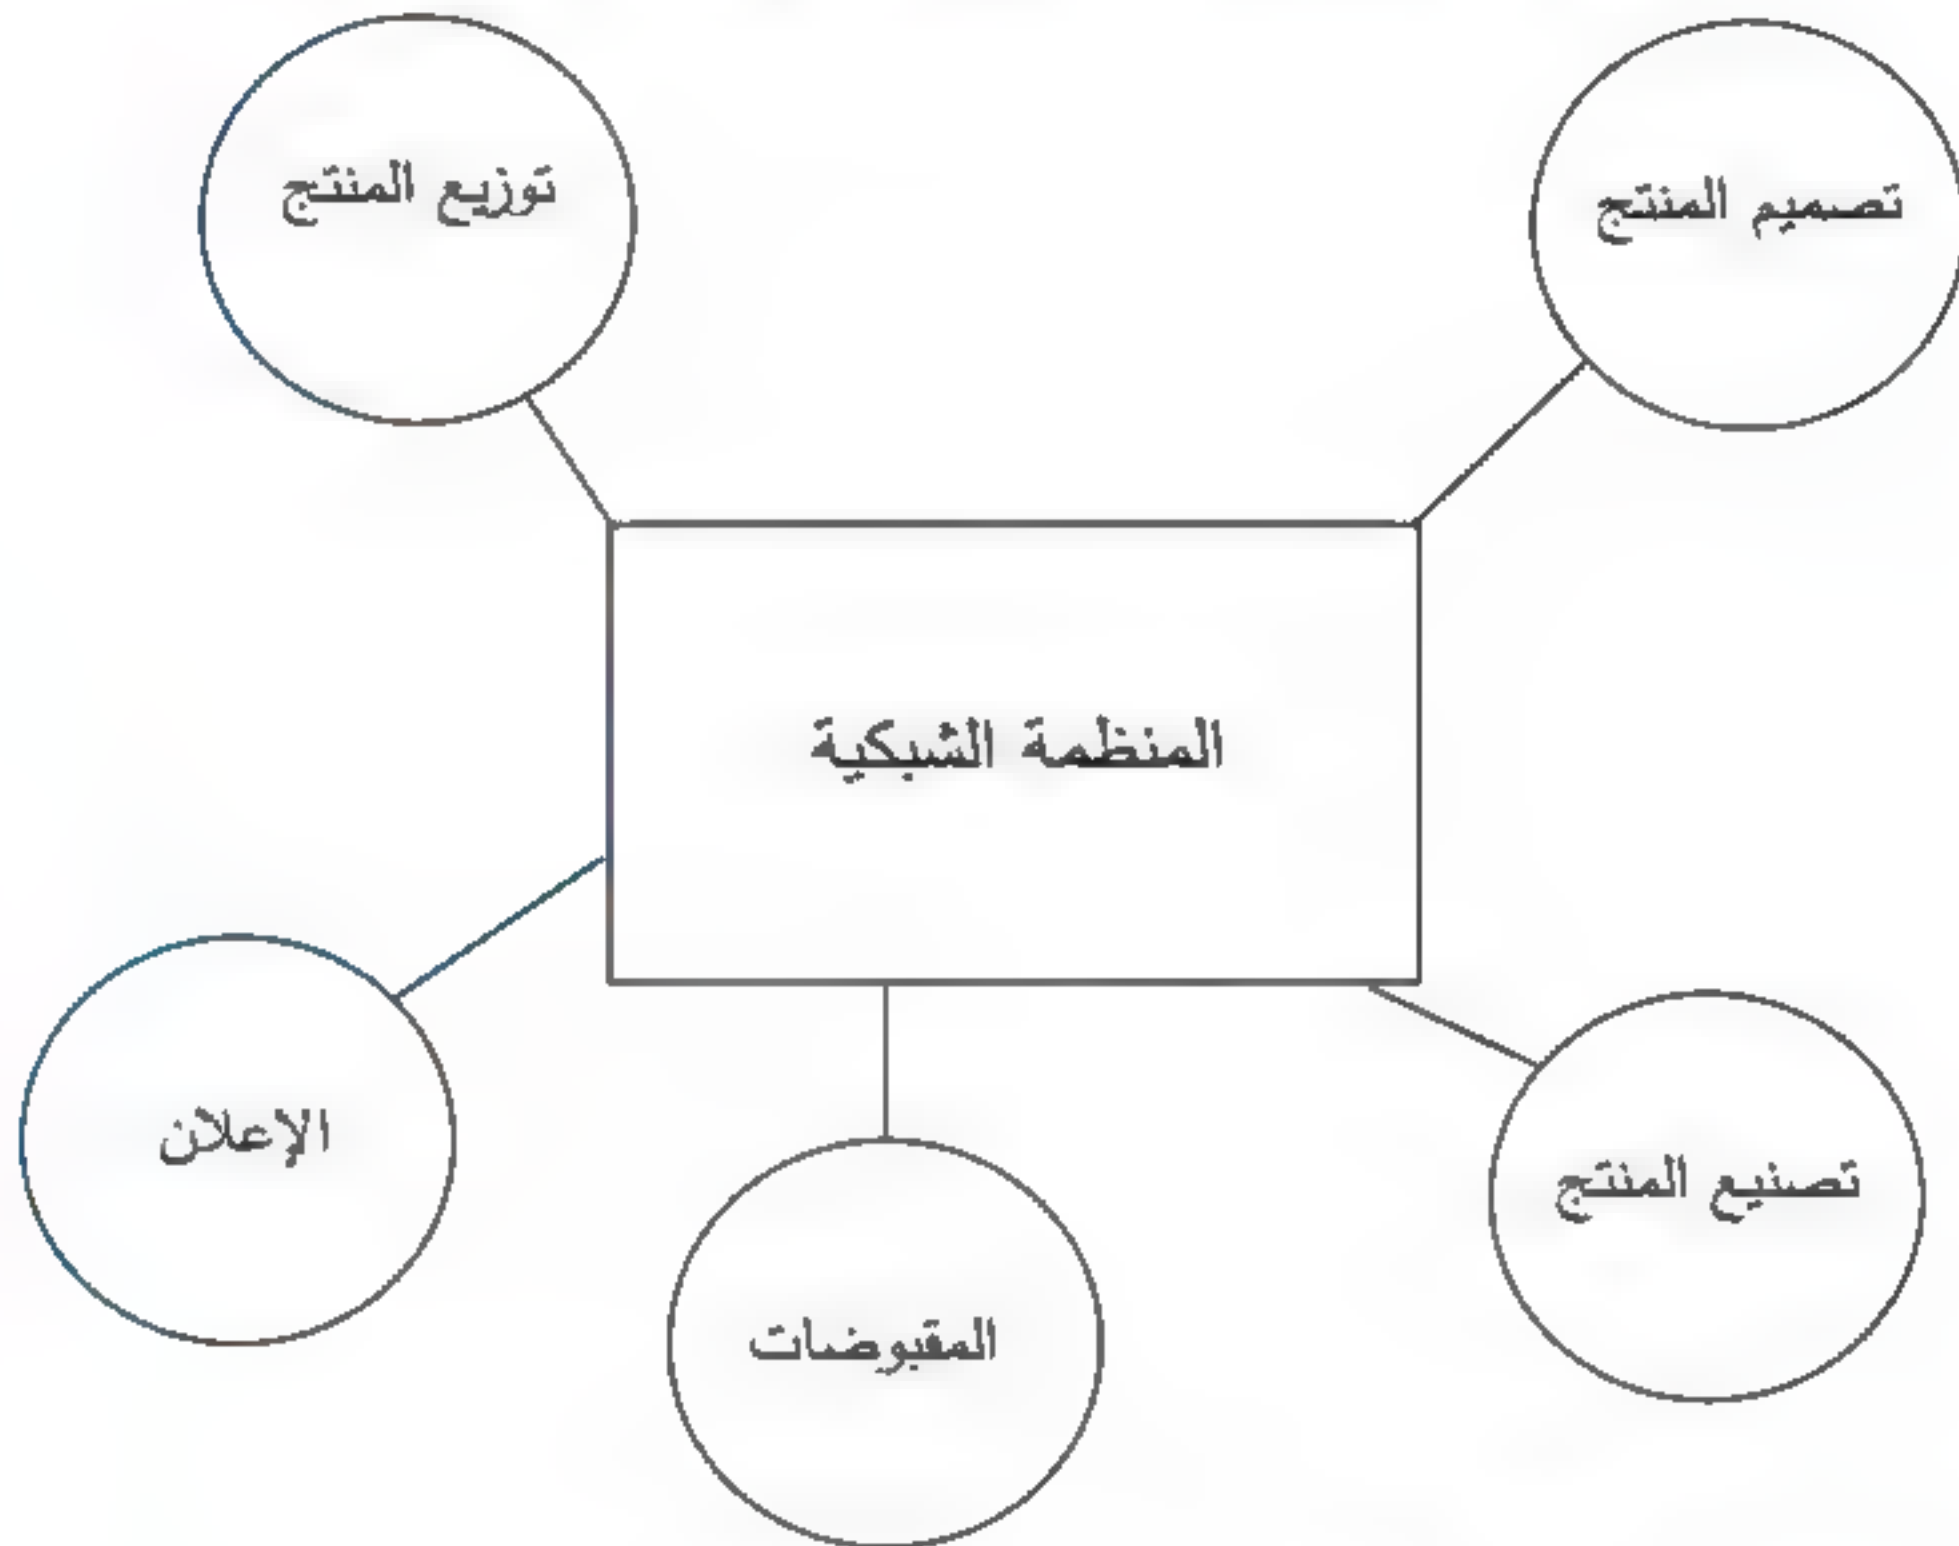 تصميم المنتج
توزيع المنتج
المنظمة الشبكية
تصنيع المنتج
المقبوضات
الإعلان